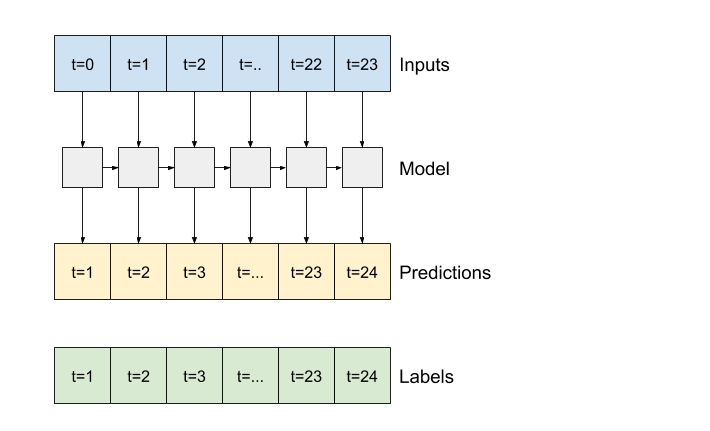 t=0 t=1 t=2 t=.. t=22 t=23 Inputs
Model
t=1 t=2 t=3 t=... t=23 t=24 Predictions
t=1 t=2 t=3 t=... t=23 t=24 Labels